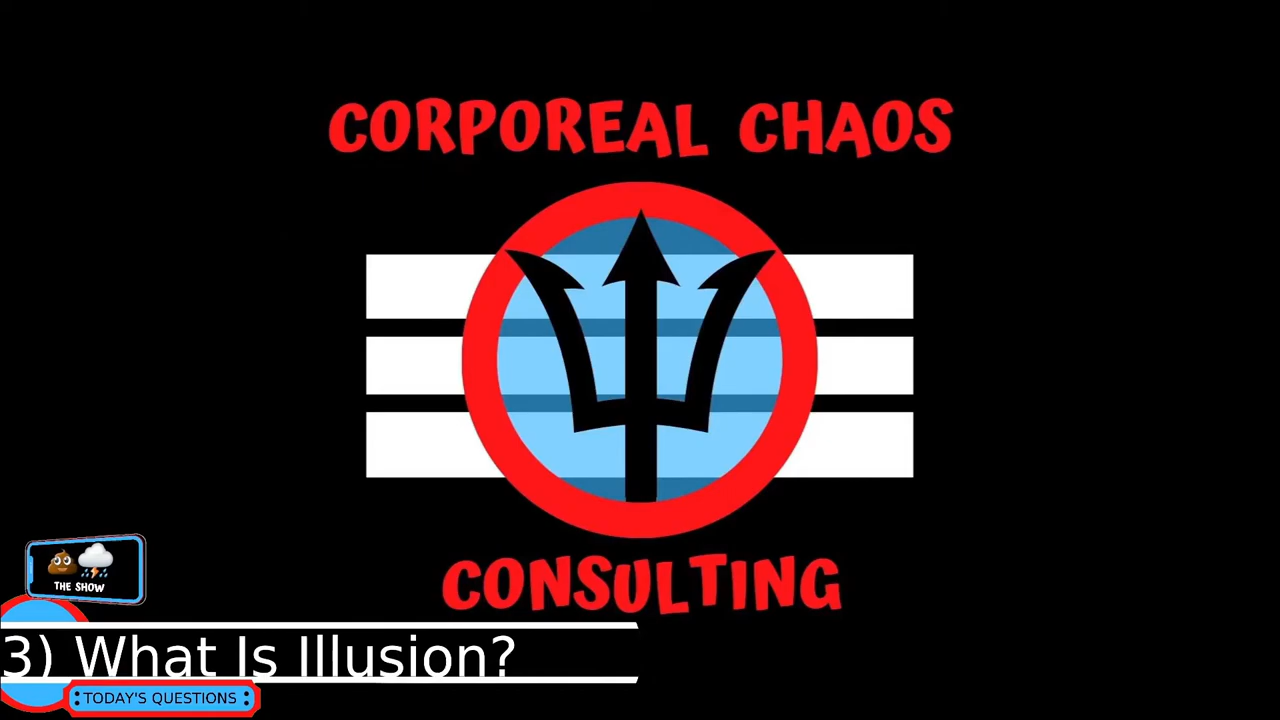 CORPOREAL CHAOS
CONSULTING
THE SHOW
3) What Is Illusion?
TODAY'S QUESTIONS